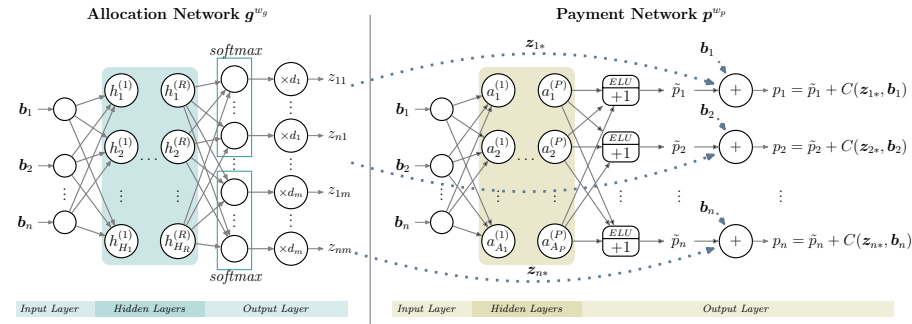 Allocation Network g^{w_g}
softmax
b_1
b_2
⋮
b_n
h_1^{(1)}
h_2^{(1)}
⋮
h_{H_1}^{(1)}
...
h_1^{(R)}
h_2^{(R)}
⋮
h_{H_R}^{(R)}
×d_1
⋮
×d_1
⋮
×d_m
⋮
×d_m
z_{11}
⋮
z_{n1}
⋮
z_{1m}
⋮
z_{nm}
softmax
Input Layer Hidden Layers Output Layer
Payment Network p^{w_p}
z_{1*}
b_1
b_2
⋮
b_n
a_1^{(1)}
a_2^{(1)}
⋮
a_{A_1}^{(1)}
...
a_1^{(P)}
a_2^{(P)}
⋮
a_{A_P}^{(P)}
z_{2*}
z_{n*}
ELU
+1
p̃_1
b_1
+
p_1 = p̃_1 + C(z_{1*}, b_1)
ELU
+1
p̃_2
b_2
+
p_2 = p̃_2 + C(z_{2*}, b_2)
⋮
ELU
+1
p̃_n
b_n
+
p_n = p̃_n + C(z_{n*}, b_n)
Input Layer Hidden Layers Output Layer